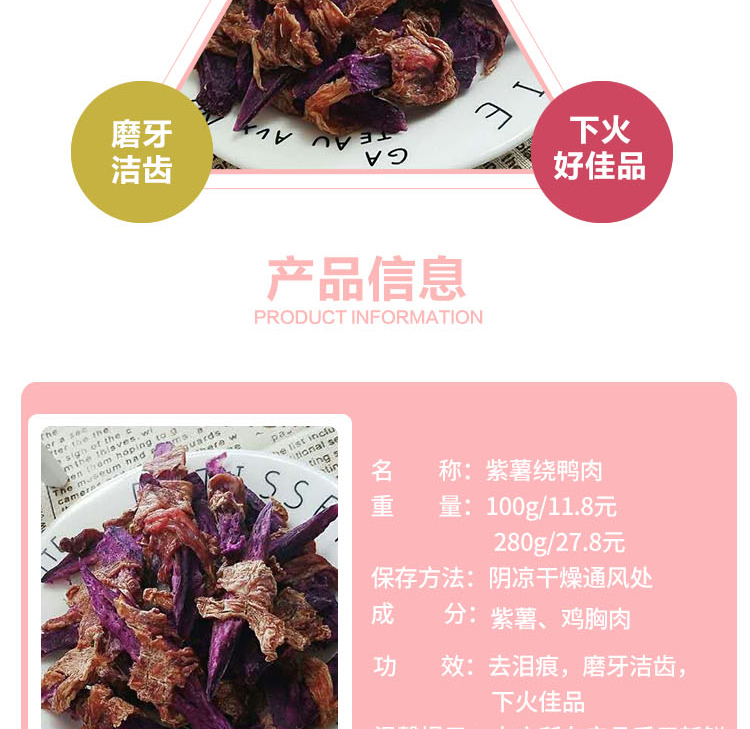 磨牙
洁齿
下火
好佳品
产品信息
PRODUCT INFORMATION
名 称：紫薯绕鸭肉
重 量：100g/11.8元
280g/27.8元
保存方法：阴凉干燥通风处
成 分：紫薯、鸡胸肉
功 效：去泪痕，磨牙洁齿，
下火佳品